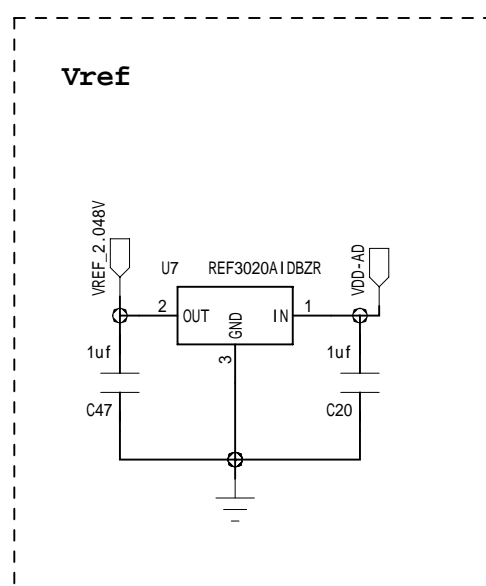 Vref
VREF_2.048V
VDD-AD
U7 REF3020AIDBZR
2 OUT GND IN 1
3
1uf 1uf
C47 C20